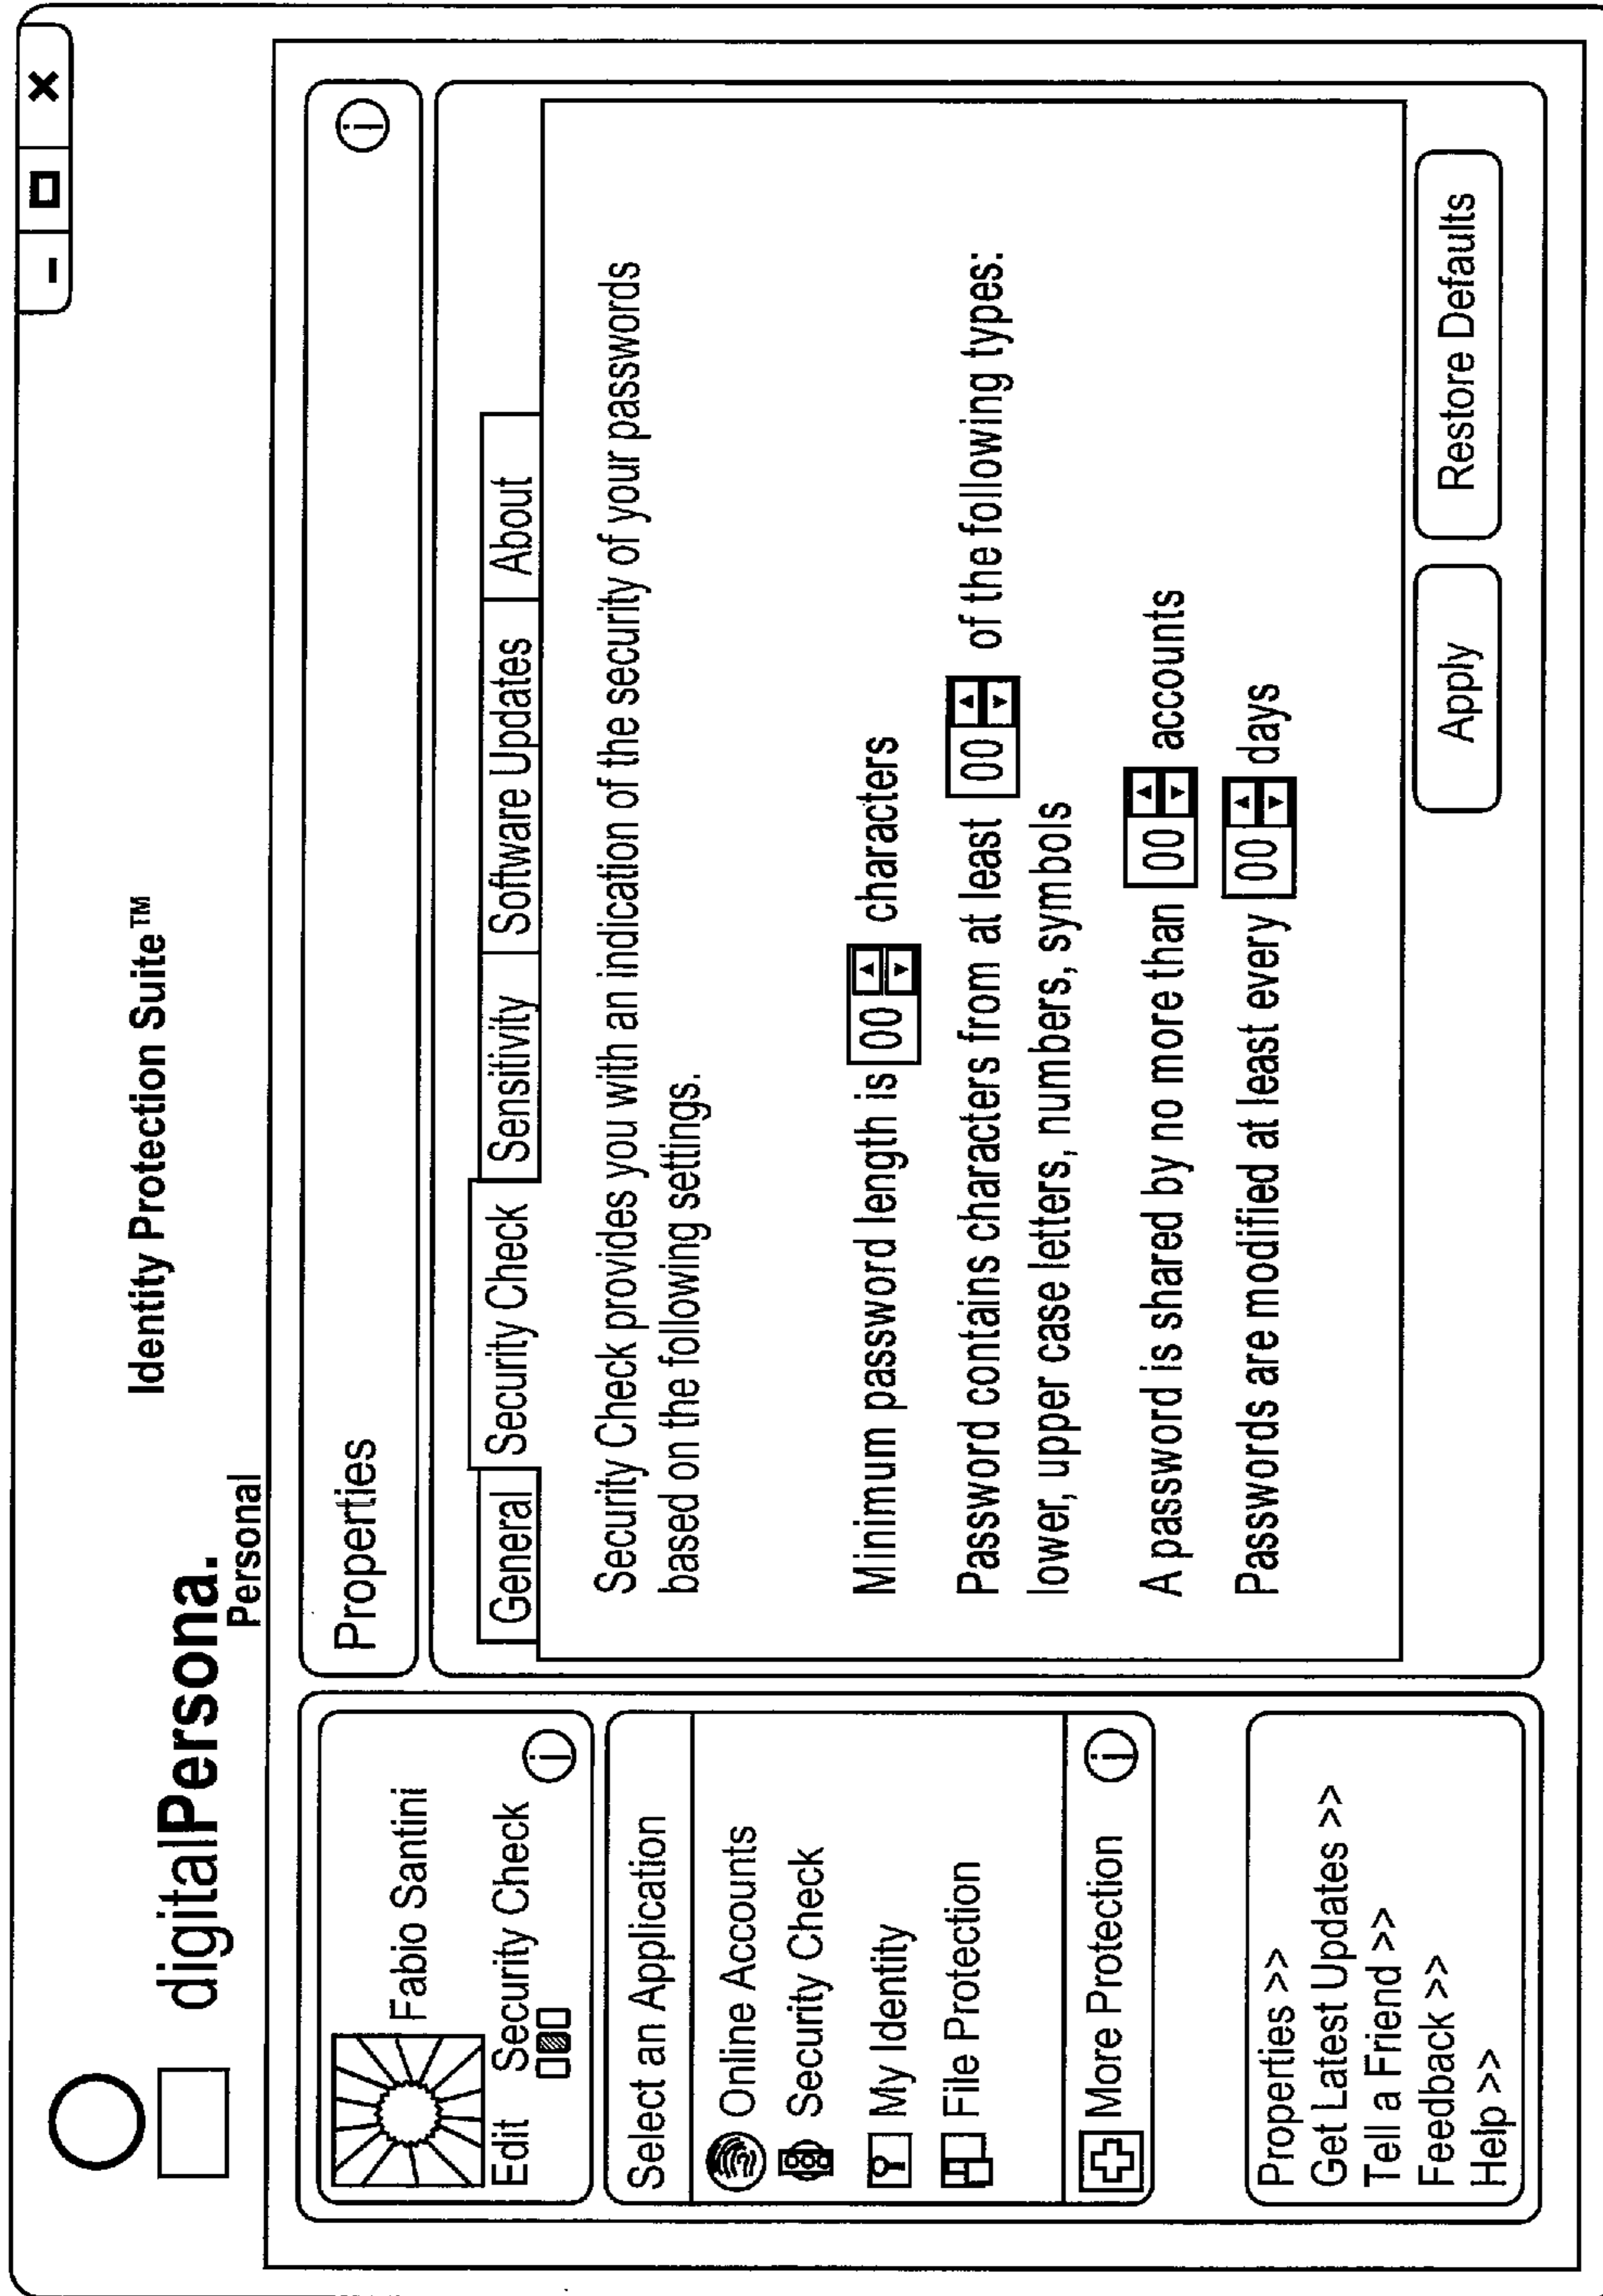 Identity Protection Suite™
digitalPersona.
Personal
Fabio Santini
Edit Security Check
Select an Application
Online Accounts
Security Check
My Identity
File Protection
More Protection
Properties >>
Get Latest Updates >>
Tell a Friend >>
Feedback >>
Help >>
Properties
General Security Check Sensitivity Software Updates About
Security Check provides you with an indication of the security of your passwords
based on the following settings.
Minimum password length is 00 characters
Password contains characters from at least 00 of the following types:
lower, upper case letters, numbers, symbols
A password is shared by no more than 00 accounts
Passwords are modified at least every 00 days
Apply Restore Defaults